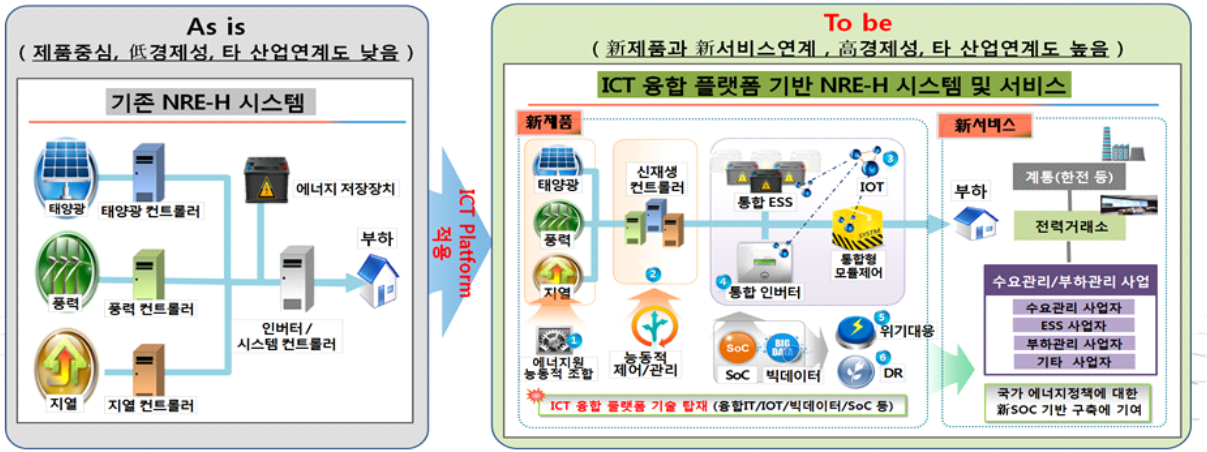 As is
( 제품중심, 低경제성, 타 산업연계도 낮음 )
기존 NRE-H 시스템
태양광
태양광 컨트롤러
에너지 저장장치
풍력
풍력 컨트롤러
인버터 /
시스템 컨트롤러
부하
지열
지열 컨트롤러
ICT Platform
적용
To be
( 新제품과 新서비스연계 , 高경제성, 타 산업연계도 높음 )
ICT 융합 플랫폼 기반 NRE-H 시스템 및 서비스
新제품
태양광
풍력
지열
1
에너지원
능동적 조합
신재생
컨트롤러
2
능동적
제어/관리
통합 ESS
3
IOT
4
통합 인버터
SYSTM
통합형
모듈제어
SoC
SoC
BIG
DATA
빅데이터
5
위기대응
6
DR
ICT 융합 플랫폼 기술 탑재 (융합IT/IOT/빅데이터/SoC 등)
新서비스
부하
계통(한전 등)
전력거래소
수요관리/부하관리 사업
수요관리 사업자
ESS 사업자
부하관리 사업자
기타 사업자
국가 에너지정책에 대한
新SOC 기반 구축에 기여